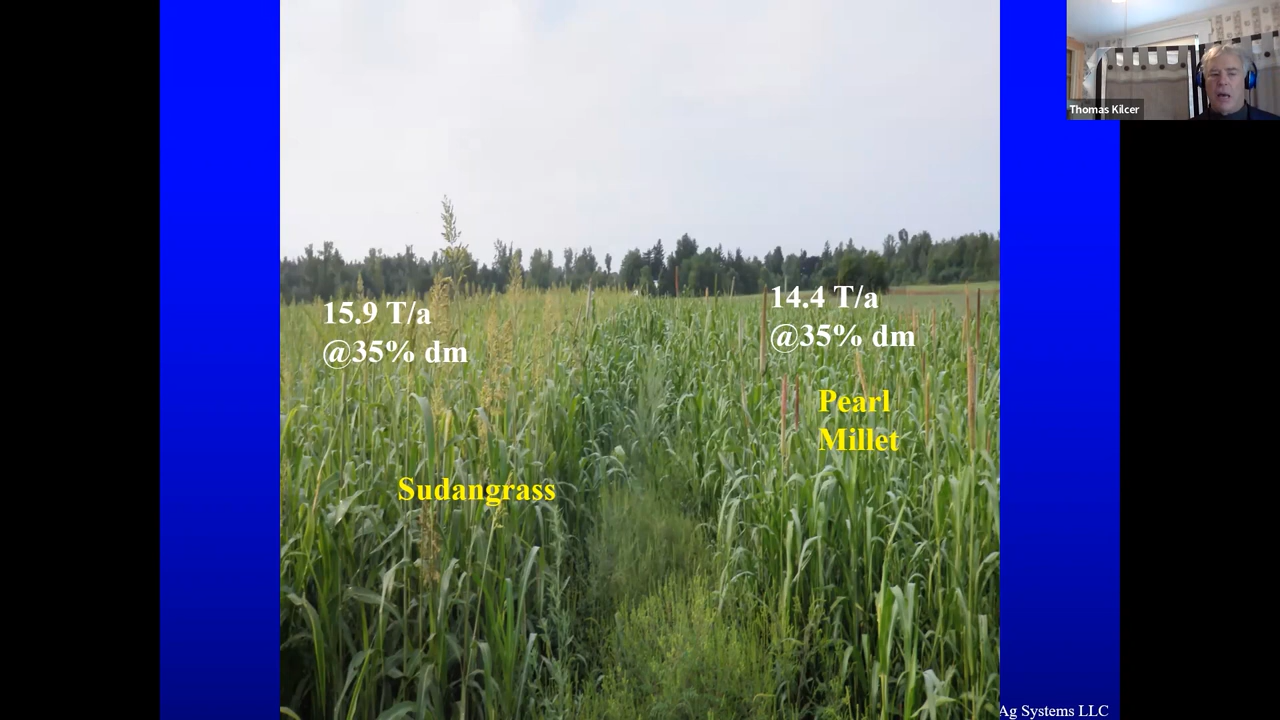 Thomas Kilcer
15.9 T/a
@35% dm
14.4 T/a
@35% dm
Pearl
Millet
Sudangrass
Ag Systems LLC